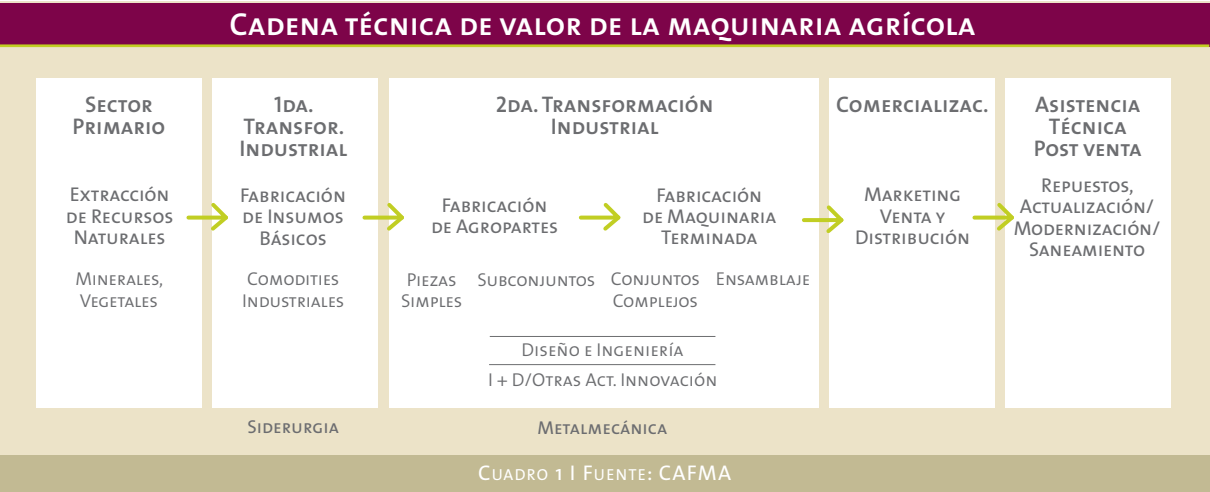 Cadena técnica de valor de la maquinaria agrícola
Sector
Primario
Extracción
de Recursos
Naturales
Minerales,
Vegetales
1da.
Transfor.
Industrial
Fabricación
de Insumos
Básicos
Comodities
Industriales
Siderurgia
2da. Transformación
Industrial
Fabricación
de Agropartes
Fabricación
de Maquinaria
Terminada
Piezas
Simples
Subconjuntos
Conjuntos
Complejos
Ensamblaje
Diseño e Ingeniería
I + D/Otras Act. Innovación
Metalmecánica
Comercializac.
Marketing
Venta y
Distribución
Asistencia
Técnica
Post venta
Repuestos,
Actualización/
Modernización/
Saneamiento
Cuadro 1 | Fuente: CAFMA